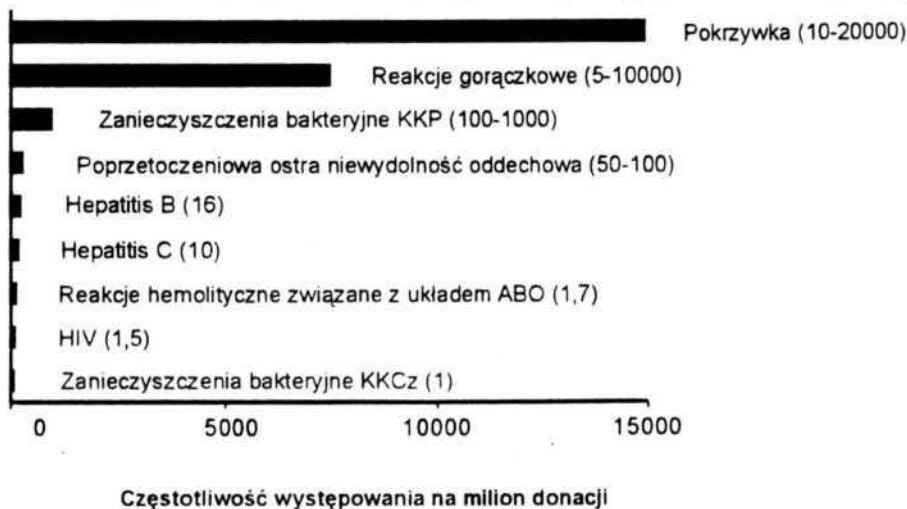 Pokrzywka (10-20000)
Reakcje gorączkowe (5-10000)
Zanieczyszczenia bakteryjne KKP (100-1000)
Poprzetoczeniowa ostra niewydolność oddechowa (50-100)
Hepatitis B (16)
Hepatitis C (10)
Reakcje hemolityczne związane z układem ABO (1,7)
HIV (1,5)
Zanieczyszczenia bakteryjne KKCz (1)
0 5000 10000 15000
Częstotliwość występowania na milion donacji